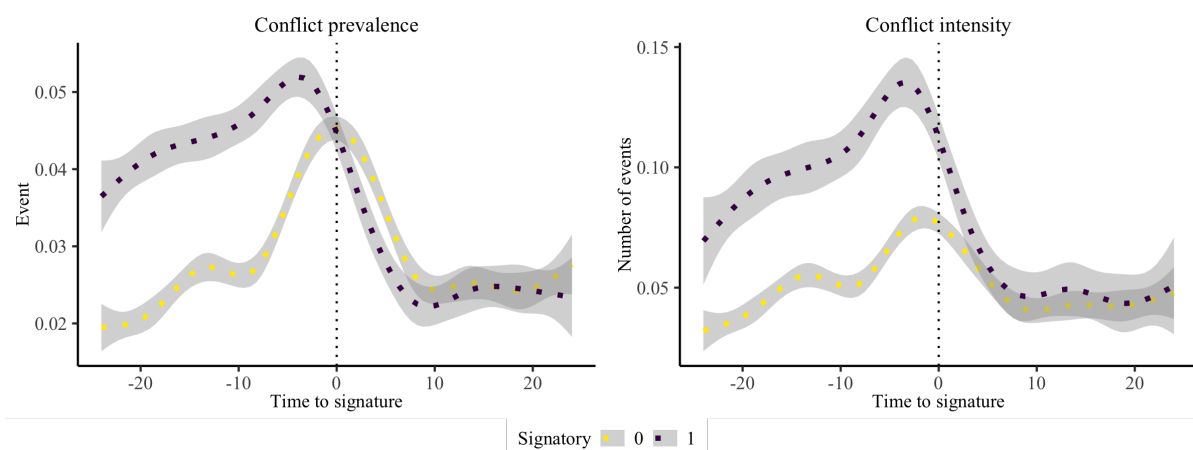 Conflict prevalence
Event
0.05
0.04
0.03
0.02
-20 -10 0 10 20
Time to signature
Conflict intensity
Number of events
0.15
0.10
0.05
-20 -10 0 10 20
Time to signature
Signatory 0 1